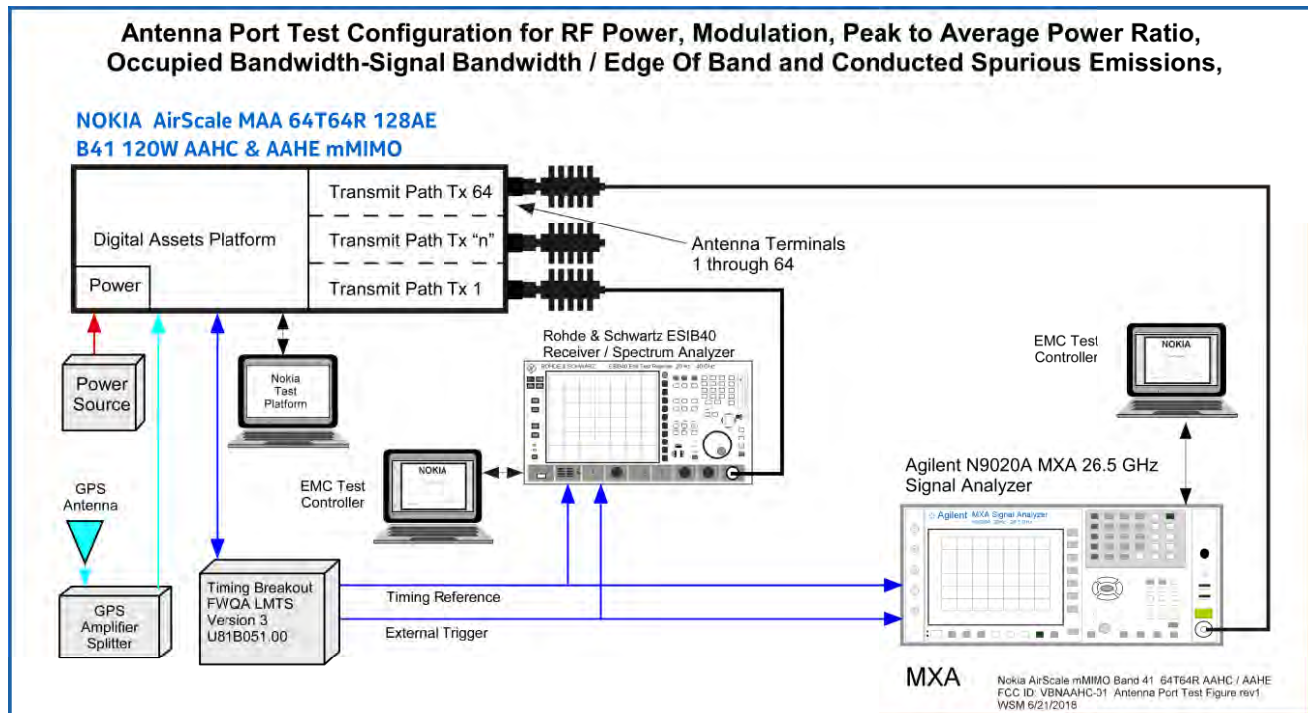 Antenna Port Test Configuration for RF Power, Modulation, Peak to Average Power Ratio,
Occupied Bandwidth-Signal Bandwidth / Edge Of Band and Conducted Spurious Emissions,
NOKIA AirScale MAA 64T64R 128AE
B41 120W AAHC & AAHE mMIMO
Transmit Path Tx 64
Digital Assets Platform
Transmit Path Tx “n”
Power
Transmit Path Tx 1
Antenna Terminals
1 through 64
Rohde & Schwartz ESIB40
Receiver / Spectrum Analyzer
ROHDE & SCHWARZ
EMC Test
Controller
NOKIA
Power
Source
Nokia
Test
Platform
NOKIA
EMC Test
Controller
GPS
Antenna
Agilent N9020A MXA 26.5 GHz
Signal Analyzer
Agilent MXA Signal Analyzer
Timing Breakout
FWQA LMTS
Version 3
U81B051.00
GPS
Amplifier
Splitter
Timing Reference
External Trigger
MXA
Nokia AirScale mMIMO Band 41 64T64R AAHC / AAHE
FCC ID: VBNAAHC-01 Antenna Port Test Figure rev1
WSM 6/21/2018